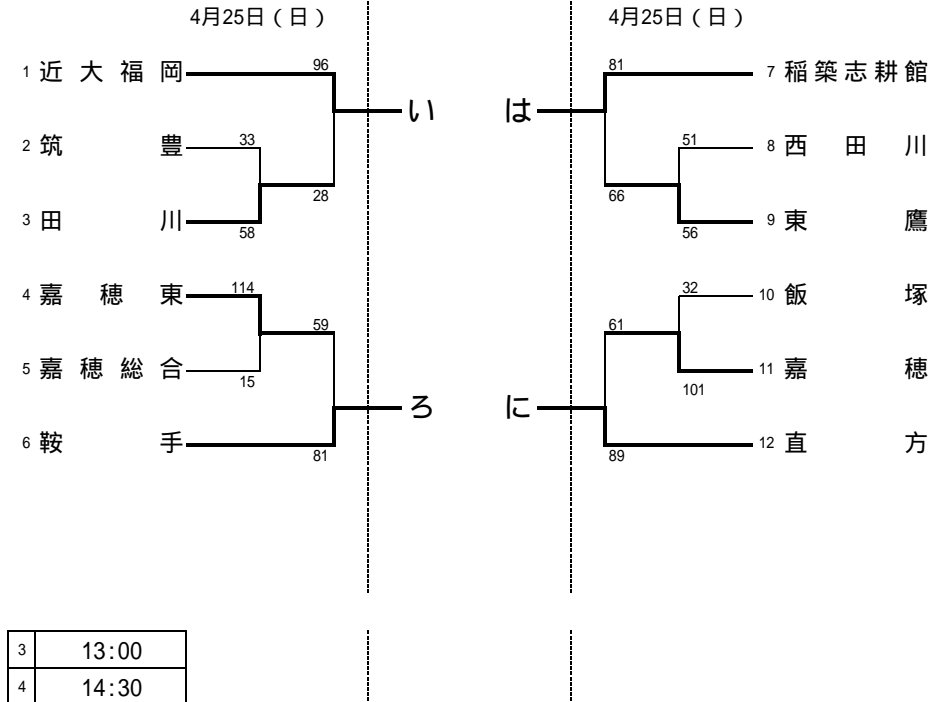 4月25日（日） 4月25日（日）
1 近大福岡 96 81 7 稲築志耕館
い は
2 筑豊 33 51 8 西田川
28 66
3 田川 58 56 9 東鷹
4 嘉穂東 114 32 10 飯塚
59 61
5 嘉穂総合 15 101 11 嘉穂
ろ に
6 鞍手 81 89 12 直方
3 13:00
4 14:30